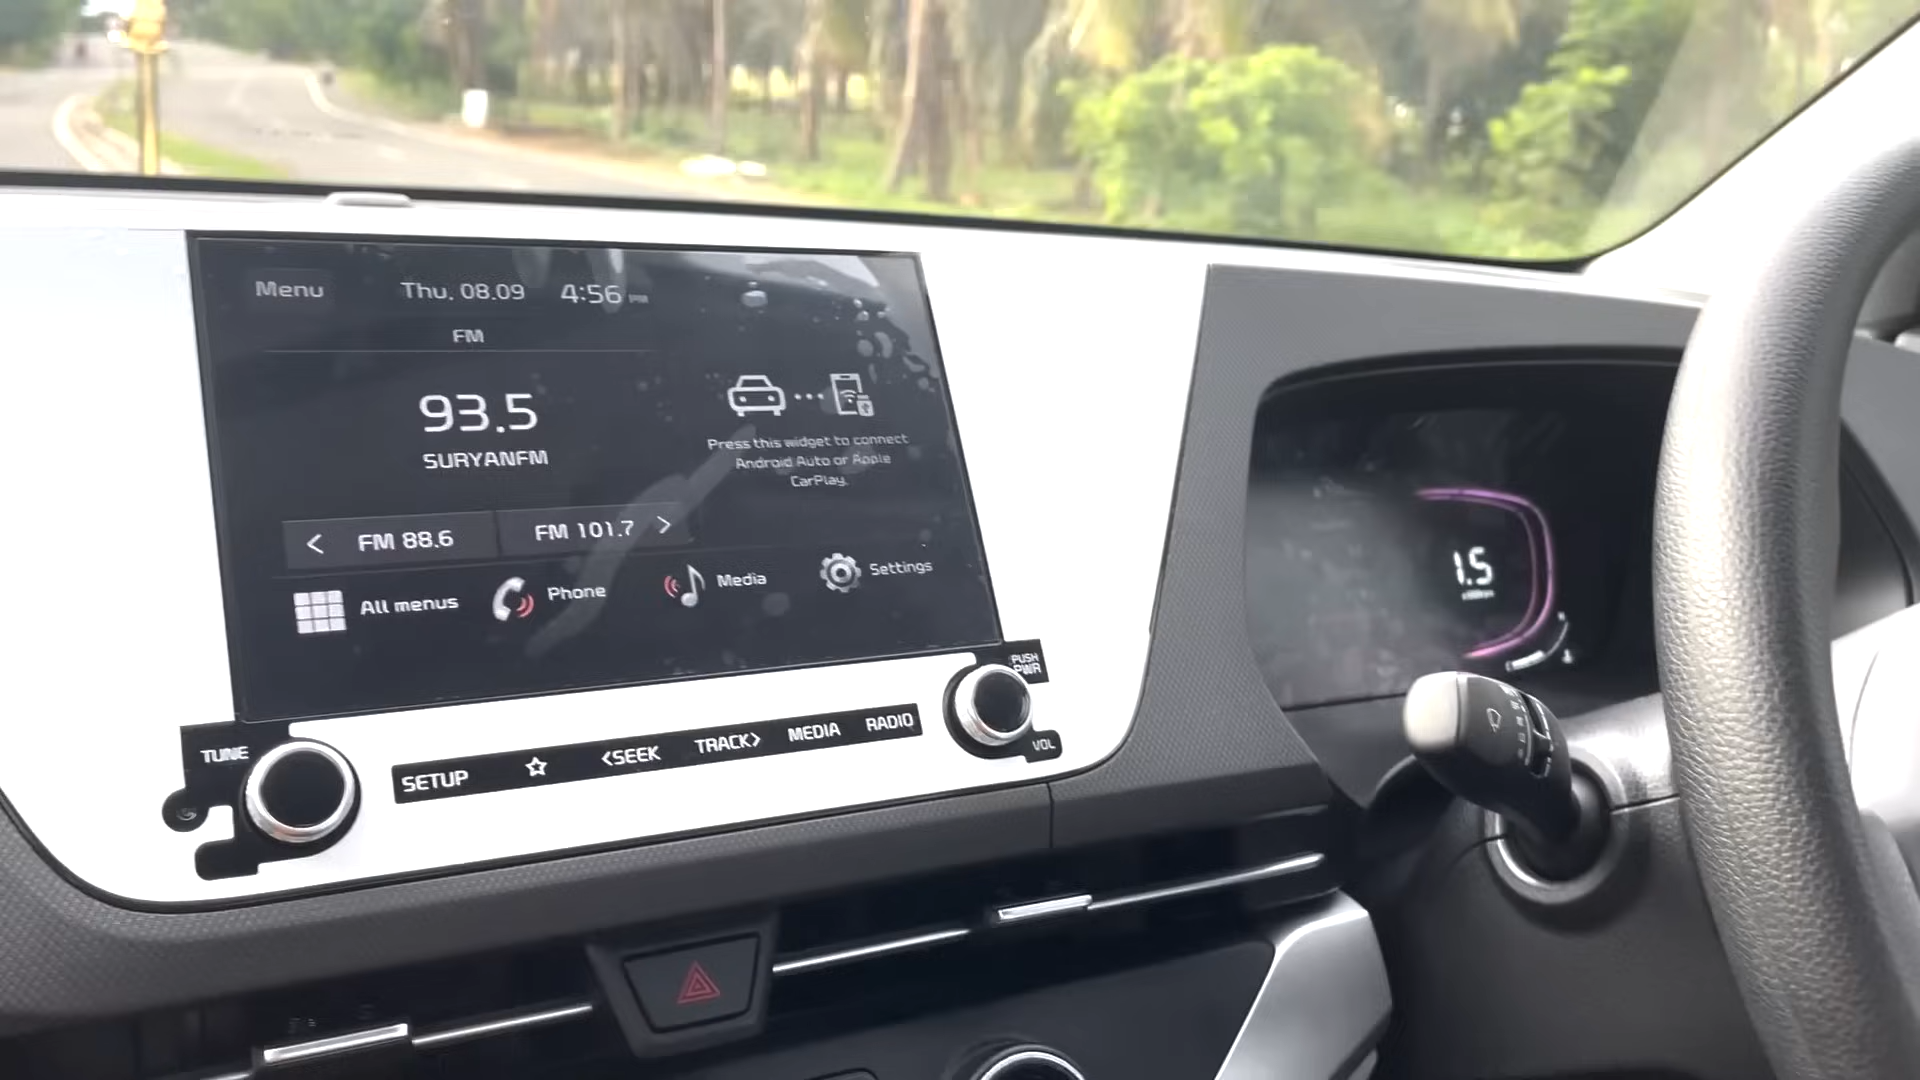 Menu
Thu. 08.09
4:56 PM
FM
93.5
SURYANFM
Press this widget to connect
Android Auto or Apple
CarPlay.
< FM 88.6
FM 101.7 >
All menus
Phone
Media
Settings
PUSH
PWR
VOL
TUNE
SETUP
<SEEK
TRACK>
MEDIA
RADIO
1.5